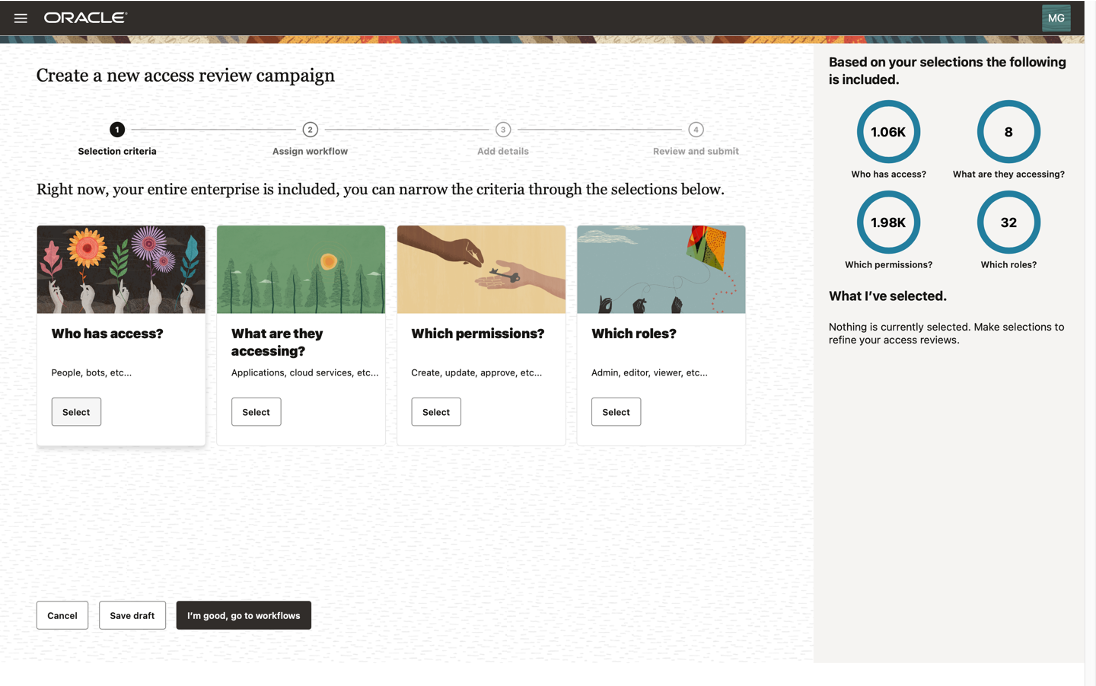 ORACLE
MG
Create a new access review campaign
1
2
3
4
Selection criteria
Assign workflow
Add details
Review and submit
Right now, your entire enterprise is included, you can narrow the criteria through the selections below.
Who has access?
People, bots, etc...
Select
What are they
accessing?
Applications, cloud services, etc...
Select
Which permissions?
Create, update, approve, etc...
Select
Which roles?
Admin, editor, viewer, etc...
Select
Cancel
Save draft
I'm good, go to workflows
Based on your selections the following
is included.
1.06K
Who has access?
8
What are they accessing?
1.98K
Which permissions?
32
Which roles?
What I've selected.
Nothing is currently selected. Make selections to
refine your access reviews.